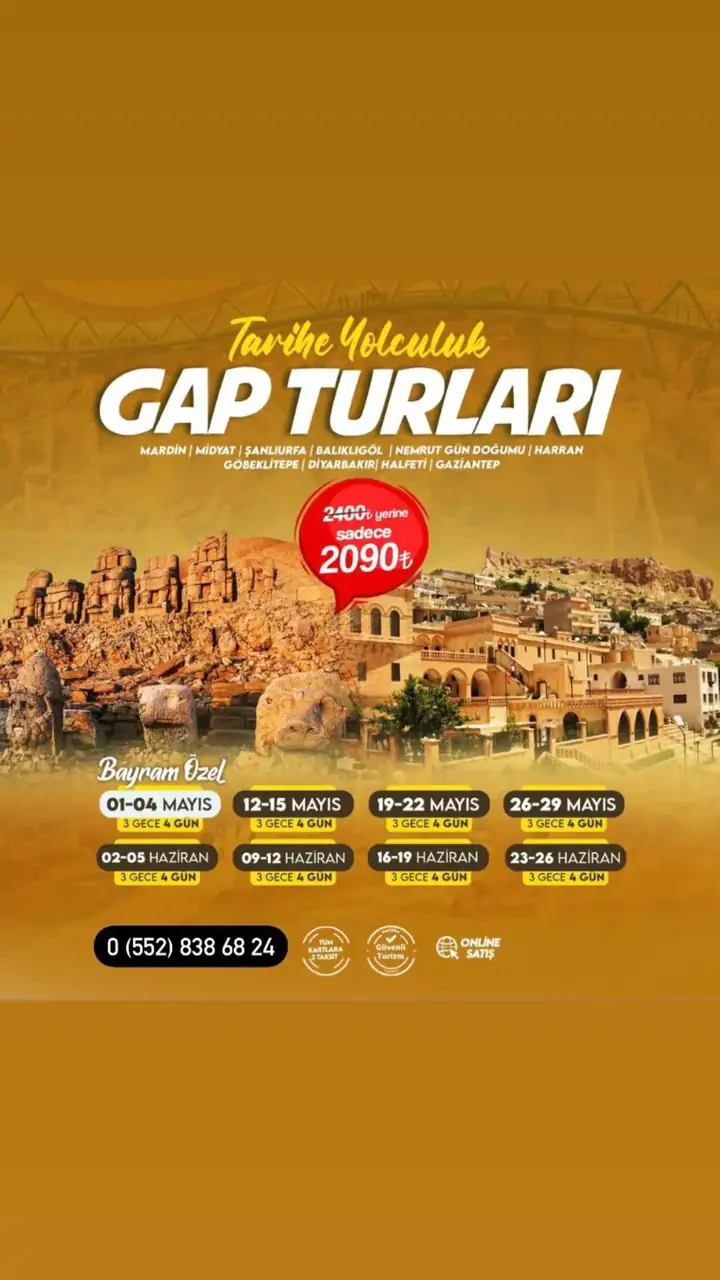 Tarihe Yolculuk
GAP TURLARI
MARDİN | MİDYAT | ŞANLIURFA | BALIKLIGÖL | NEMRUT GÜN DOĞUMU | HARRAN
GÖBEKLİTEPE | DİYARBAKIR| HALFETİ | GAZİANTEP
2400₺ yerine
sadece
2090₺
Bayram Özel
01-04 MAYIS 12-15 MAYIS 19-22 MAYIS 26-29 MAYIS
3 GECE 4 GÜN 3 GECE 4 GÜN 3 GECE 4 GÜN 3 GECE 4 GÜN
02-05 HAZİRAN 09-12 HAZİRAN 16-19 HAZİRAN 23-26 HAZİRAN
3 GECE 4 GÜN 3 GECE 4 GÜN 3 GECE 4 GÜN 3 GECE 4 GÜN
0 (552) 838 68 24
TÜM
KARTLARA
3 TAKSİT
Güvenli
Turizm
ONLİNE
SATIŞ